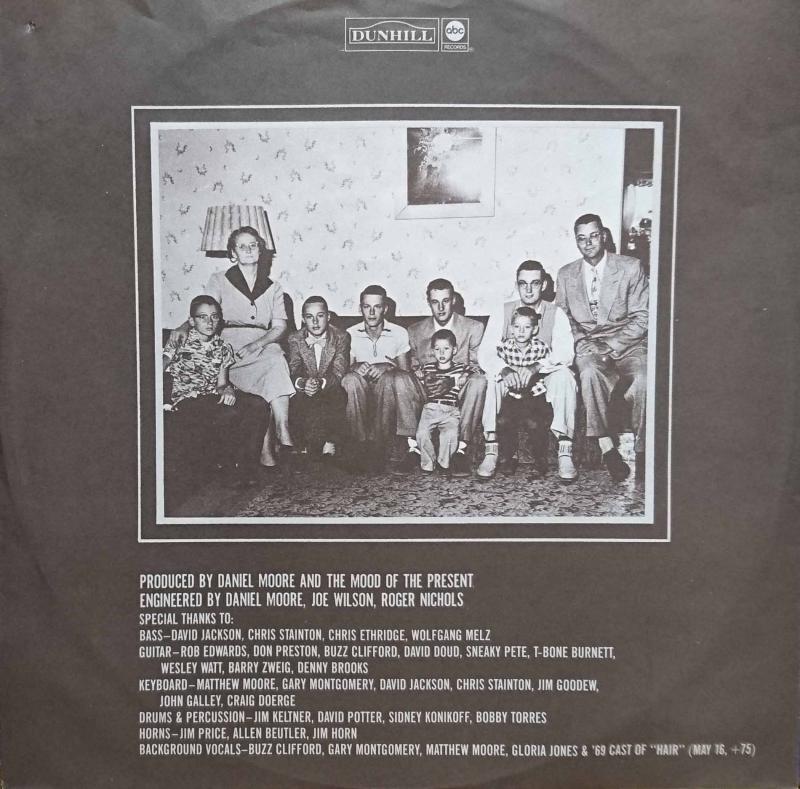 DUNHILL
abc
RECORDS
PRODUCED BY DANIEL MOORE AND THE MOOD OF THE PRESENT
ENGINEERED BY DANIEL MOORE, JOE WILSON, ROGER NICHOLS
SPECIAL THANKS TO:
BASS–DAVID JACKSON, CHRIS STAINTON, CHRIS ETHRIDGE, WOLFGANG MELZ
GUITAR–ROB EDWARDS, DON PRESTON, BUZZ CLIFFORD, DAVID DOUD, SNEAKY PETE, T-BONE BURNETT,
WESLEY WATT, BARRY ZWEIG, DENNY BROOKS
KEYBOARD–MATTHEW MOORE, GARY MONTGOMERY, DAVID JACKSON, CHRIS STAINTON, JIM GOODEW,
JOHN GALLEY, CRAIG DOERGE
DRUMS & PERCUSSION–JIM KELTNER, DAVID POTTER, SIDNEY KONIKOFF, BOBBY TORRES
HORNS–JIM PRICE, ALLEN BEUTLER, JIM HORN
BACKGROUND VOCALS–BUZZ CLIFFORD, GARY MONTGOMERY, MATTHEW MOORE, GLORIA JONES & '69 CAST OF "HAIR" (MAY 16, +75)